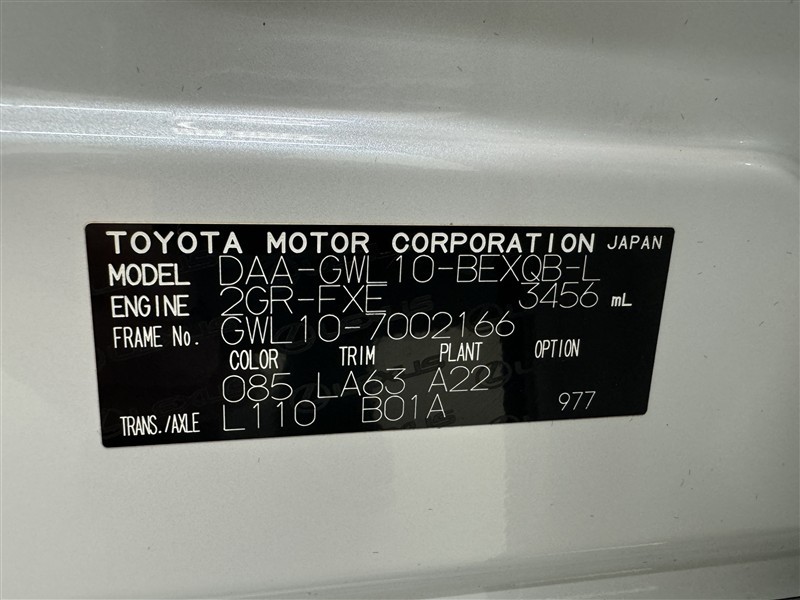 TOYOTA MOTOR CORPORATION JAPAN
MODEL DAA-GWL10-BEXQB-L
ENGINE 2GR-FXE 3456 mL
FRAME No. GWL10-7002166
COLOR TRIM PLANT OPTION
085 LA63 A22
TRANS./AXLE L110 B01A 977